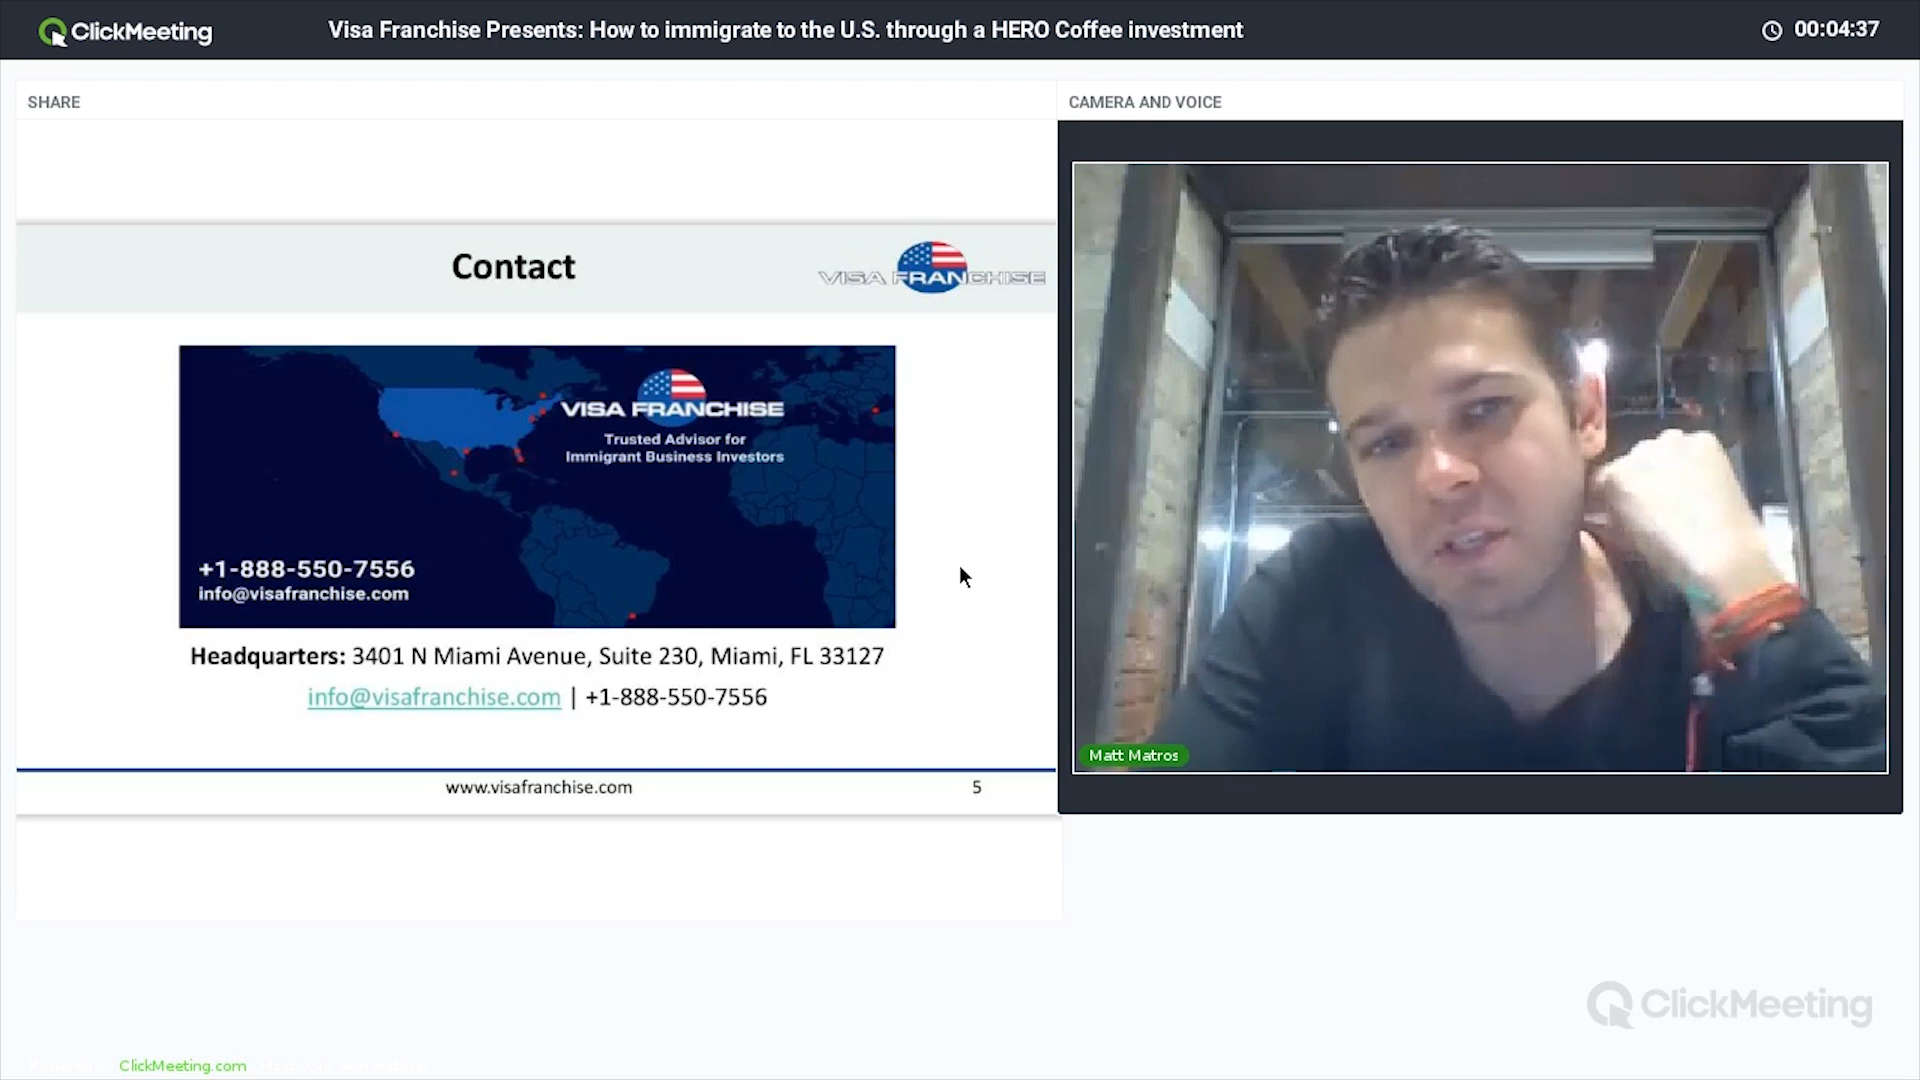 ClickMeeting
Visa Franchise Presents: How to immigrate to the U.S. through a HERO Coffee investment
00:04:37
SHARE
CAMERA AND VOICE
Contact
VISA FRANCHISE
VISA FRANCHISE
Trusted Advisor for
Immigrant Business Investors
+1-888-550-7556
info@visafranchise.com
Headquarters: 3401 N Miami Avenue, Suite 230, Miami, FL 33127
info@visafranchise.com | +1-888-550-7556
www.visafranchise.com
5
Matt Matros
ClickMeeting
ClickMeeting.com